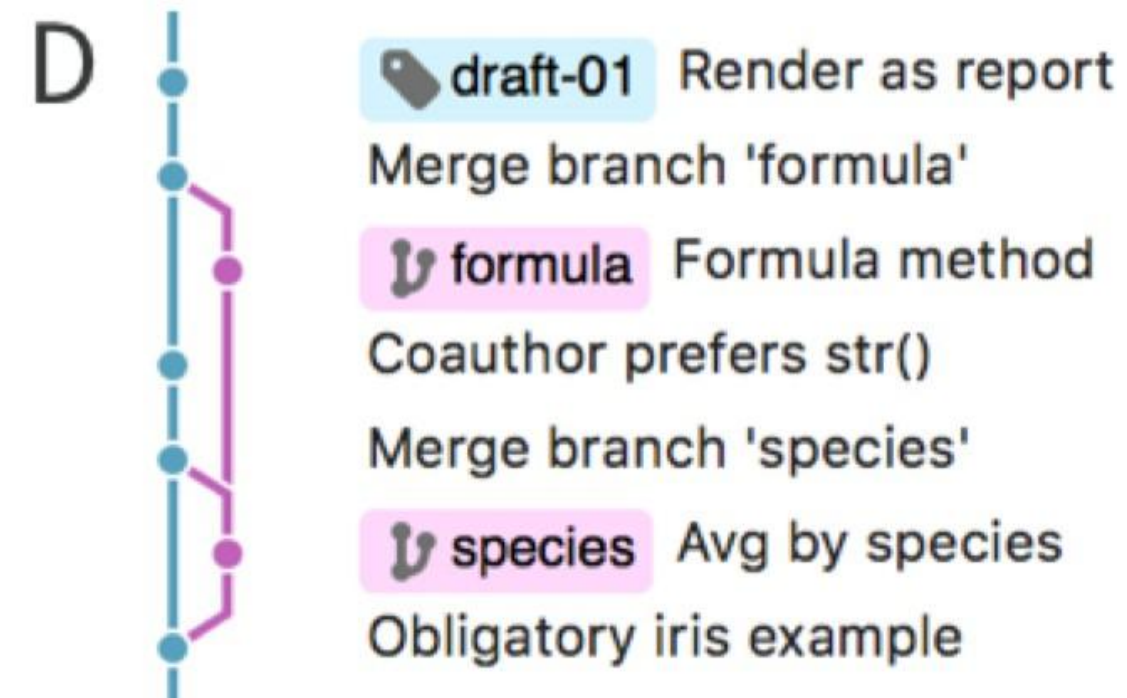 D
draft-01 Render as report
Merge branch 'formula'
formula Formula method
Coauthor prefers str()
Merge branch 'species'
species Avg by species
Obligatory iris example